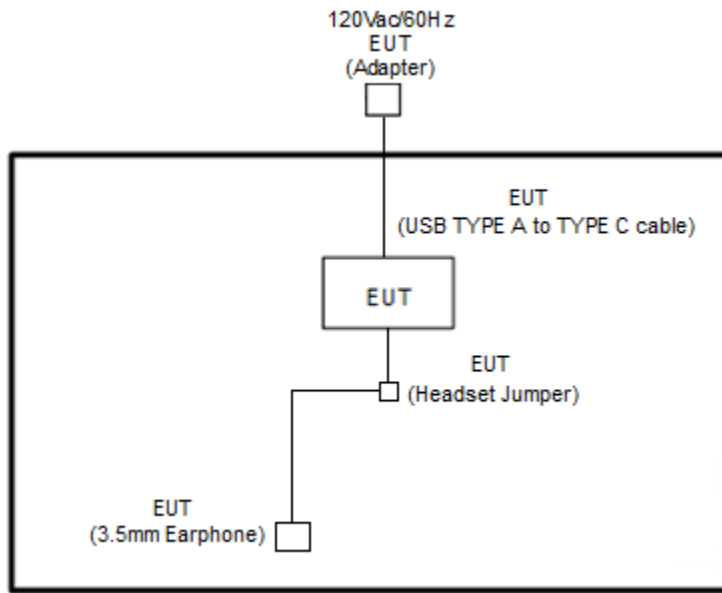 120Vac/60Hz
EUT
(Adapter)
EUT
(USB TYPE A to TYPE C cable)
EUT
EUT
(Headset Jumper)
EUT
(3.5mm Earphone)